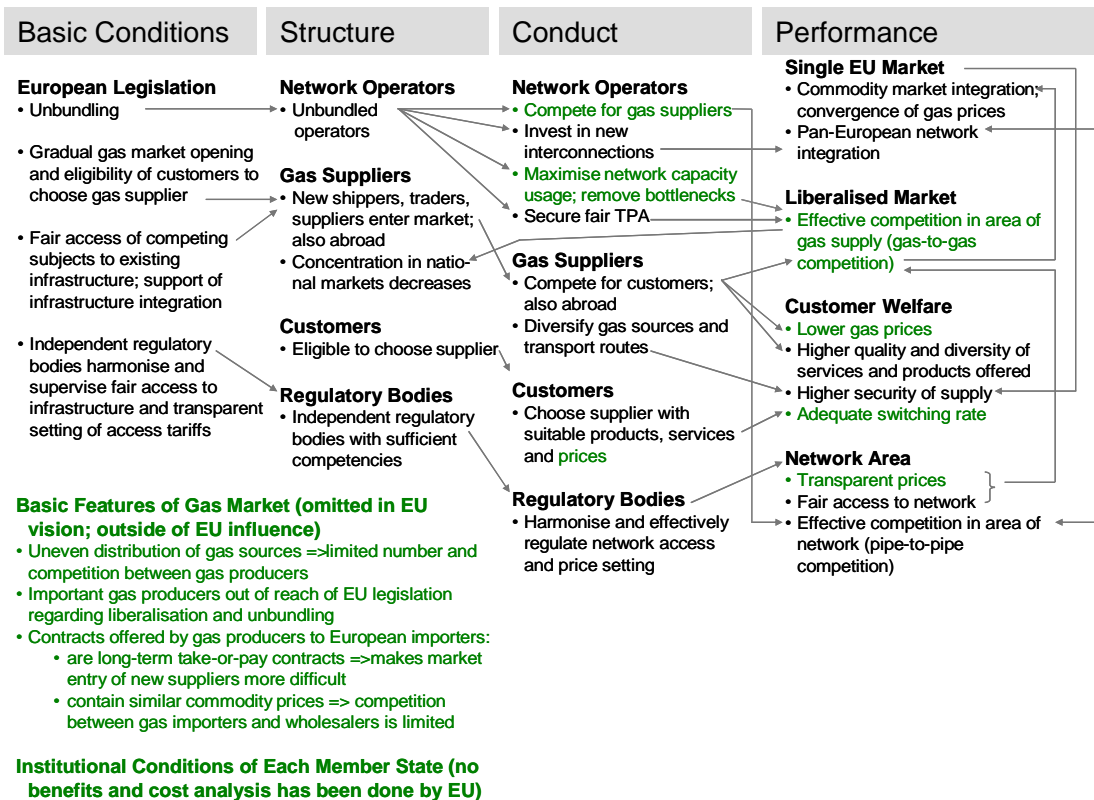 Basic Conditions
Structure
Conduct
Performance
European Legislation
• Unbundling
• Gradual gas market opening
and eligibility of customers to
choose gas supplier
• Fair access of competing
subjects to existing
infrastructure; support of
infrastructure integration
• Independent regulatory
bodies harmonise and
supervise fair access to
infrastructure and transparent
setting of access tariffs
Network Operators
• Unbundled
operators
Gas Suppliers
• New shippers, traders,
suppliers enter market;
also abroad
• Concentration in natio-
nal markets decreases
Customers
• Eligible to choose supplier
Regulatory Bodies
• Independent regulatory
bodies with sufficient
competencies
Network Operators
• Compete for gas suppliers
• Invest in new
interconnections
• Maximise network capacity
usage; remove bottlenecks
• Secure fair TPA
Gas Suppliers
• Compete for customers;
also abroad
• Diversify gas sources and
transport routes
Customers
• Choose supplier with
suitable products, services
and prices
Regulatory Bodies
• Harmonise and effectively
regulate network access
and price setting
Single EU Market
• Commodity market integration;
convergence of gas prices
• Pan-European network
integration
Liberalised Market
• Effective competition in area of
gas supply (gas-to-gas
competition)
Customer Welfare
• Lower gas prices
• Higher quality and diversity of
services and products offered
• Higher security of supply
• Adequate switching rate
Network Area
• Transparent prices
• Fair access to network
• Effective competition in area of
network (pipe-to-pipe
competition)
Basic Features of Gas Market (omitted in EU
vision; outside of EU influence)
• Uneven distribution of gas sources =>limited number and
competition between gas producers
• Important gas producers out of reach of EU legislation
regarding liberalisation and unbundling
• Contracts offered by gas producers to European importers:
• are long-term take-or-pay contracts =>makes market
entry of new suppliers more difficult
• contain similar commodity prices => competition
between gas importers and wholesalers is limited
Institutional Conditions of Each Member State (no
benefits and cost analysis has been done by EU)